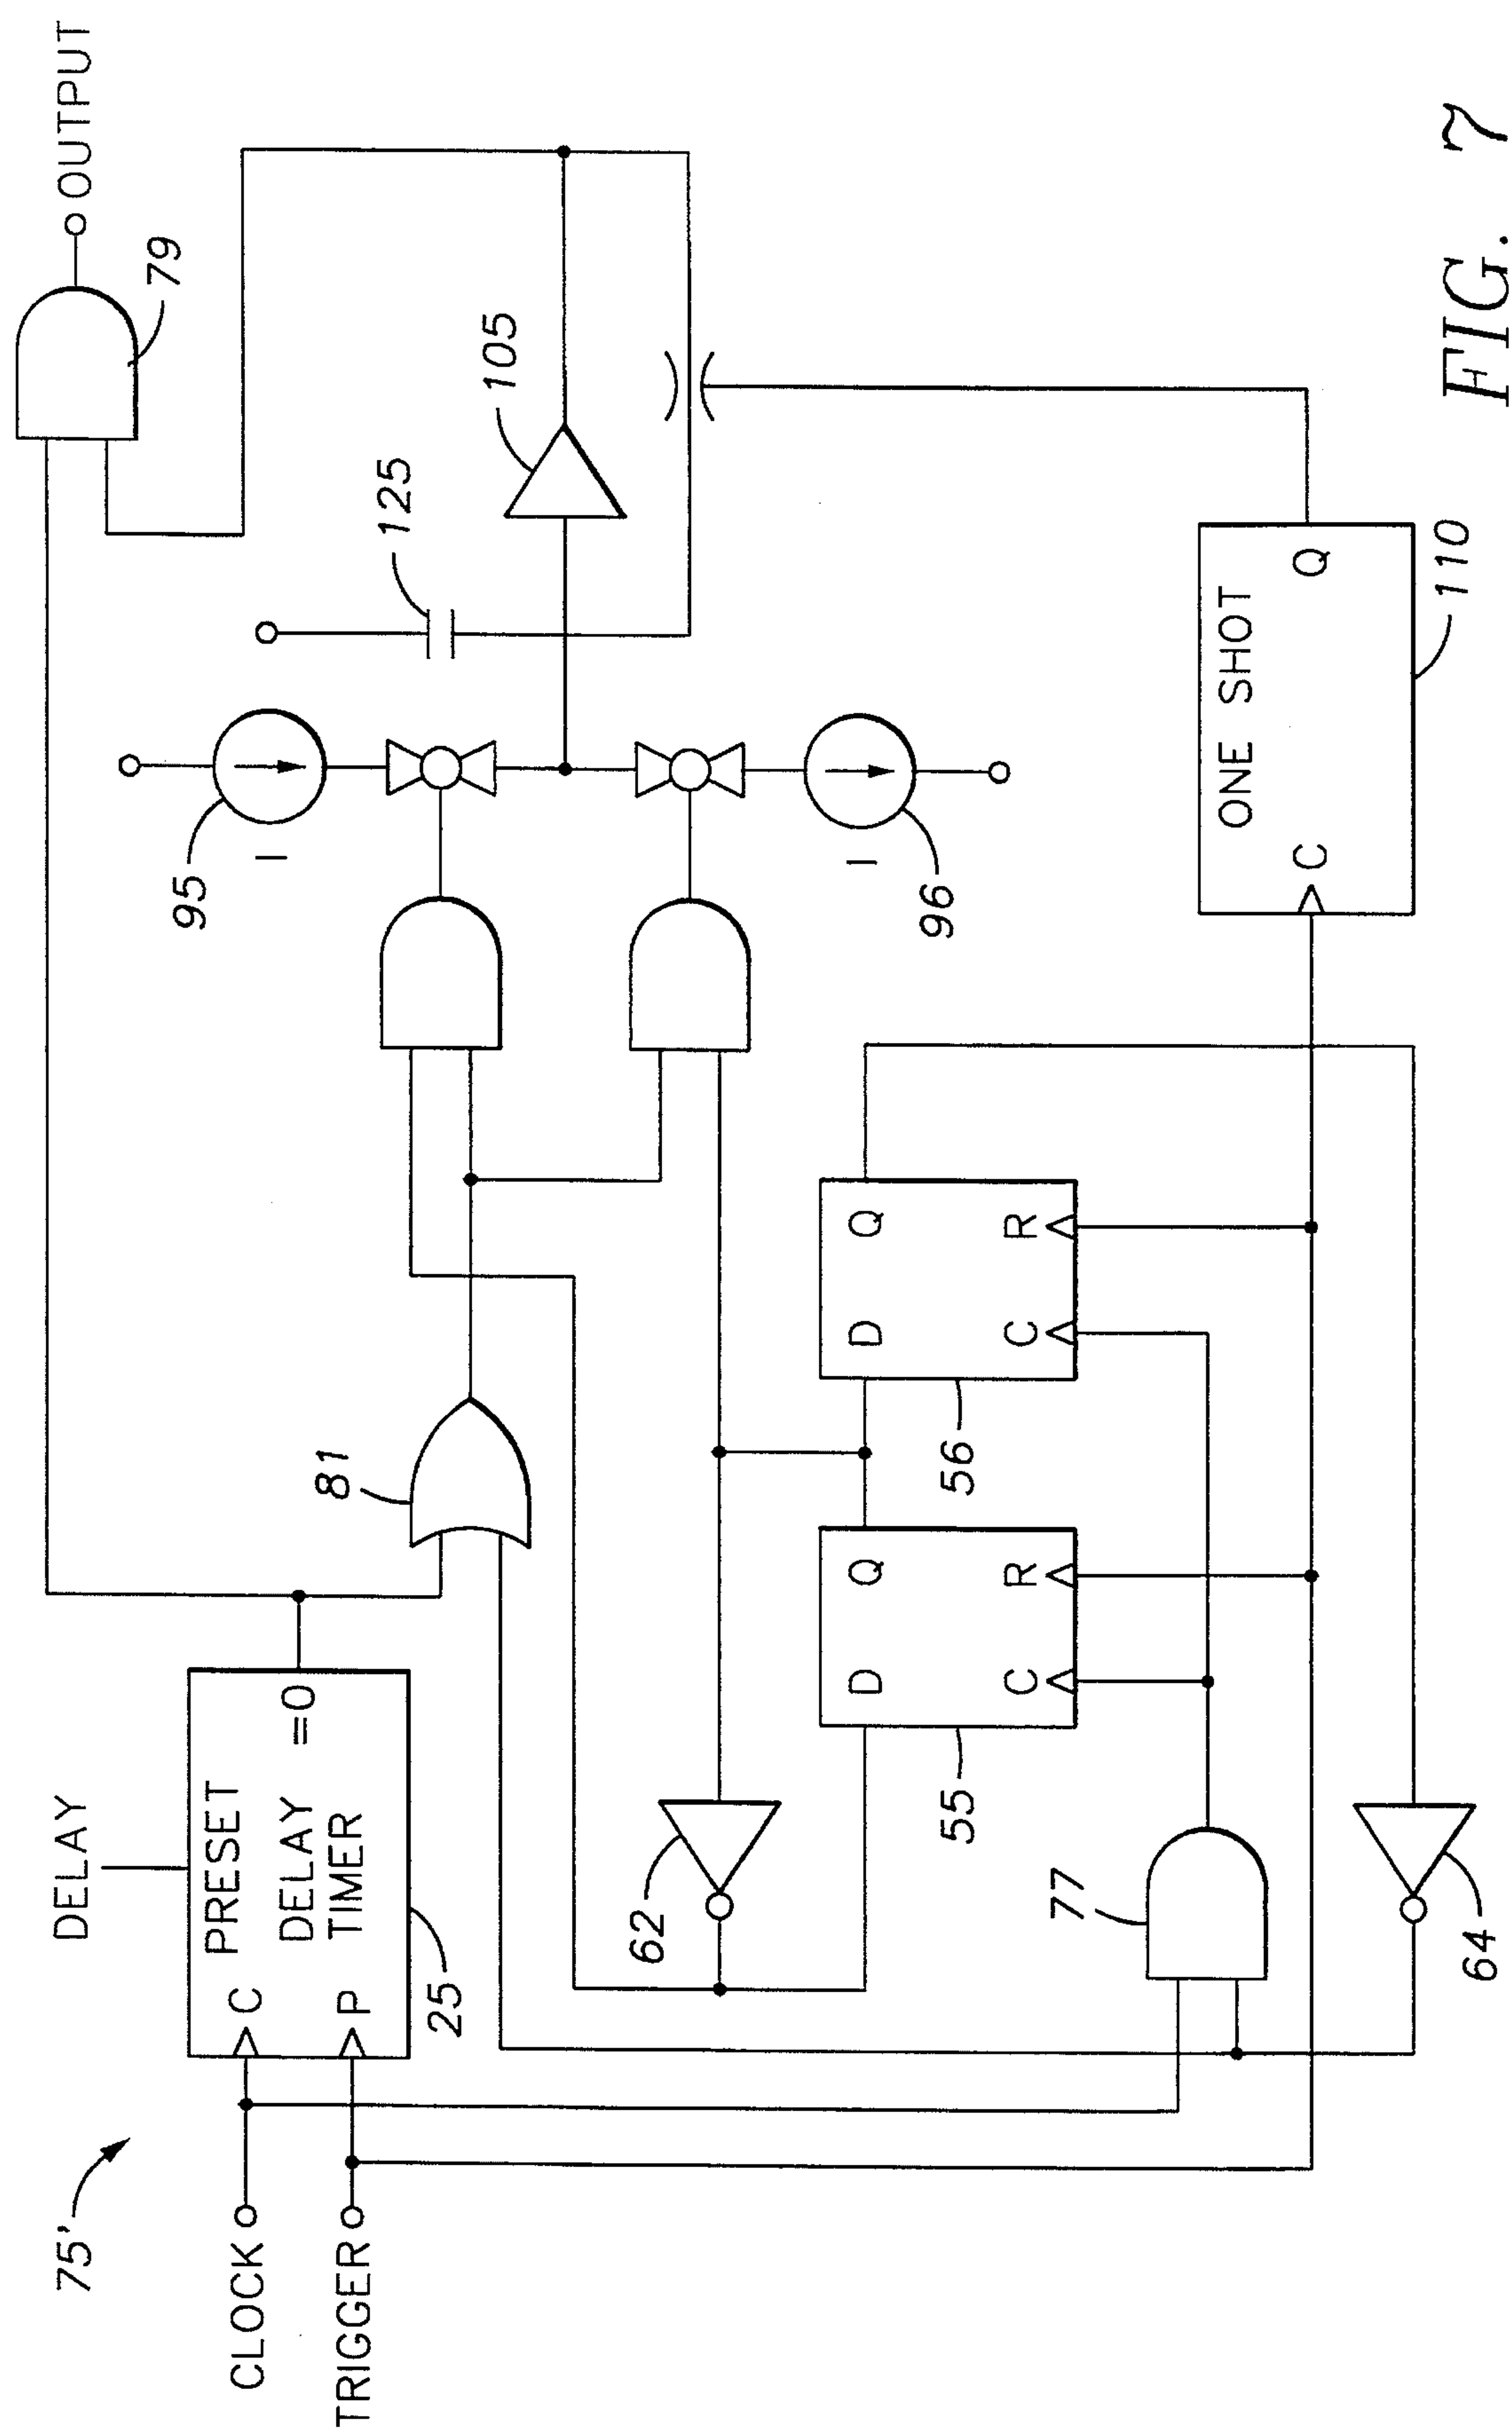 75'
CLOCK
TRIGGER
DELAY
C
PRESET
DELAY =0
TIMER
P
25
81
79
OUTPUT
95
I
125
105
96
I
62
D
Q
C
R
55
D
Q
C
R
56
77
64
ONE SHOT
C
Q
110
FIG. 7